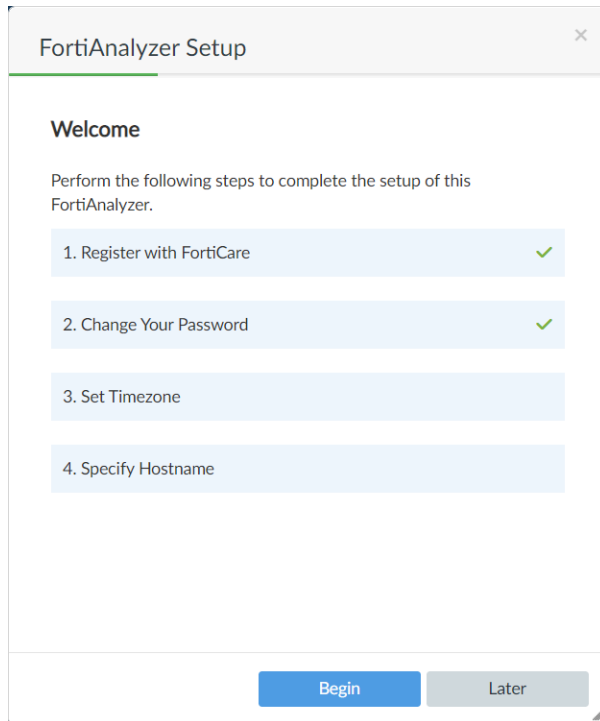 FortiAnalyzer Setup
Welcome
Perform the following steps to complete the setup of this
FortiAnalyzer.
1. Register with FortiCare
2. Change Your Password
3. Set Timezone
4. Specify Hostname
Begin
Later